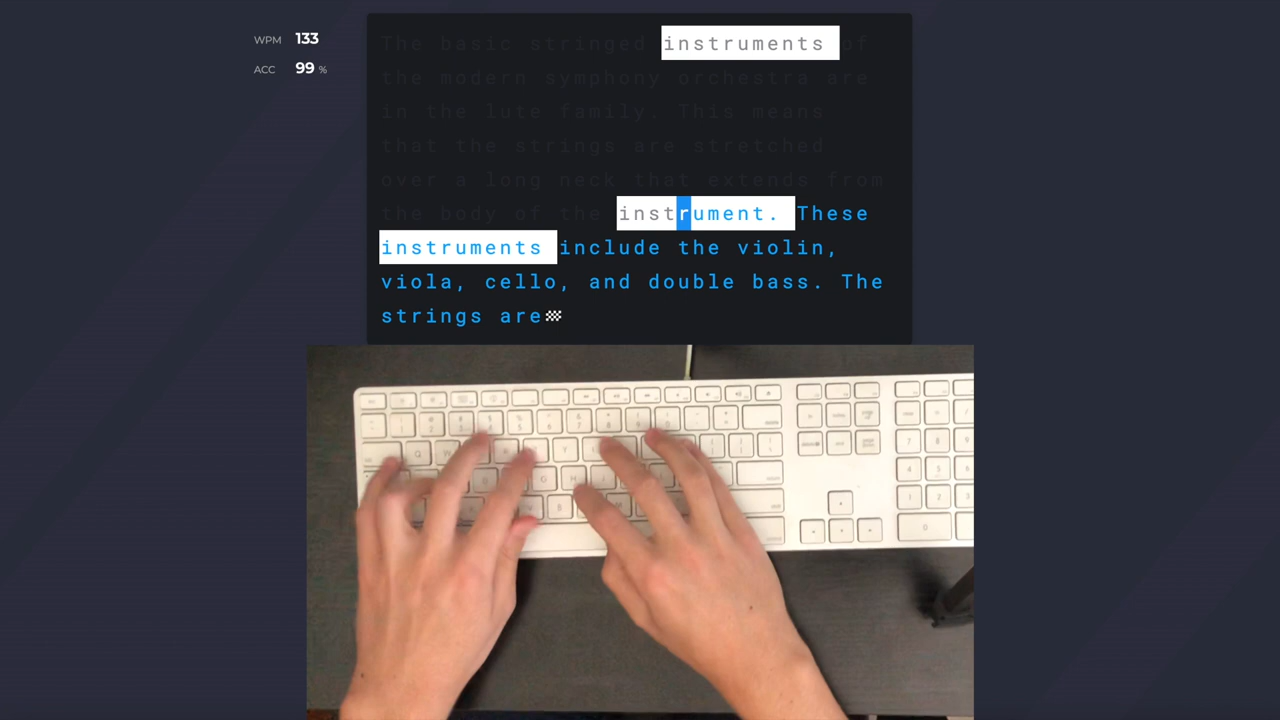 WPM 133
ACC 99 %
The basic stringed instruments of
the modern symphony orchestra are
in the lute family. This means
that the strings are stretched
over a long neck that extends from
the body of the instrument. These
instruments include the violin,
viola, cello, and double bass. The
strings are